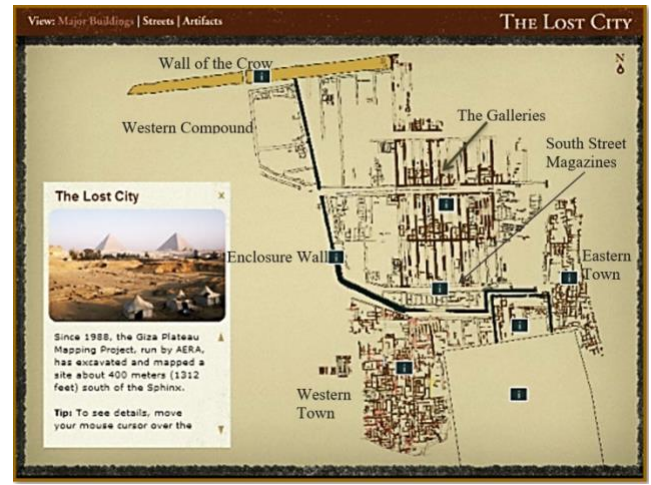 View: Major Buildings | Streets | Artifacts
THE LOST CITY
N
Wall of the Crow
The Galleries
Western Compound
South Street
Magazines
The Lost City
x
Enclosure Wall
Eastern
Town
Since 1988, the Giza Plateau
Mapping Project, run by AERA,
has excavated and mapped a
site about 400 meters (1312
feet) south of the Sphinx.
Western
Town
Tip: To see details, move
your mouse cursor over the
i
i
i
i
i
i
i
i